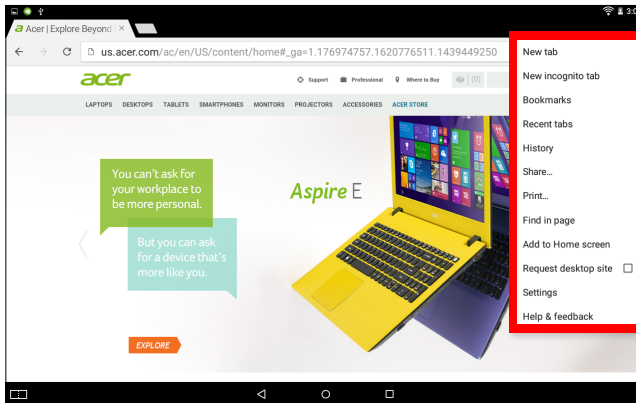 3:0
a Acer | Explore Beyond
us.acer.com/ac/en/US/content/home#_ga=1.176974757.1620776511.1439449250
acer
Support Professional Where to Buy (0)
LAPTOPS DESKTOPS TABLETS SMARTPHONES MONITORS PROJECTORS ACCESSORIES ACER STORE
You can't ask for
your workplace to
be more personal.
But you can ask
for a device that's
more like you.
Aspire E
EXPLORE
New tab
New incognito tab
Bookmarks
Recent tabs
History
Share...
Print...
Find in page
Add to Home screen
Request desktop site
Settings
Help & feedback